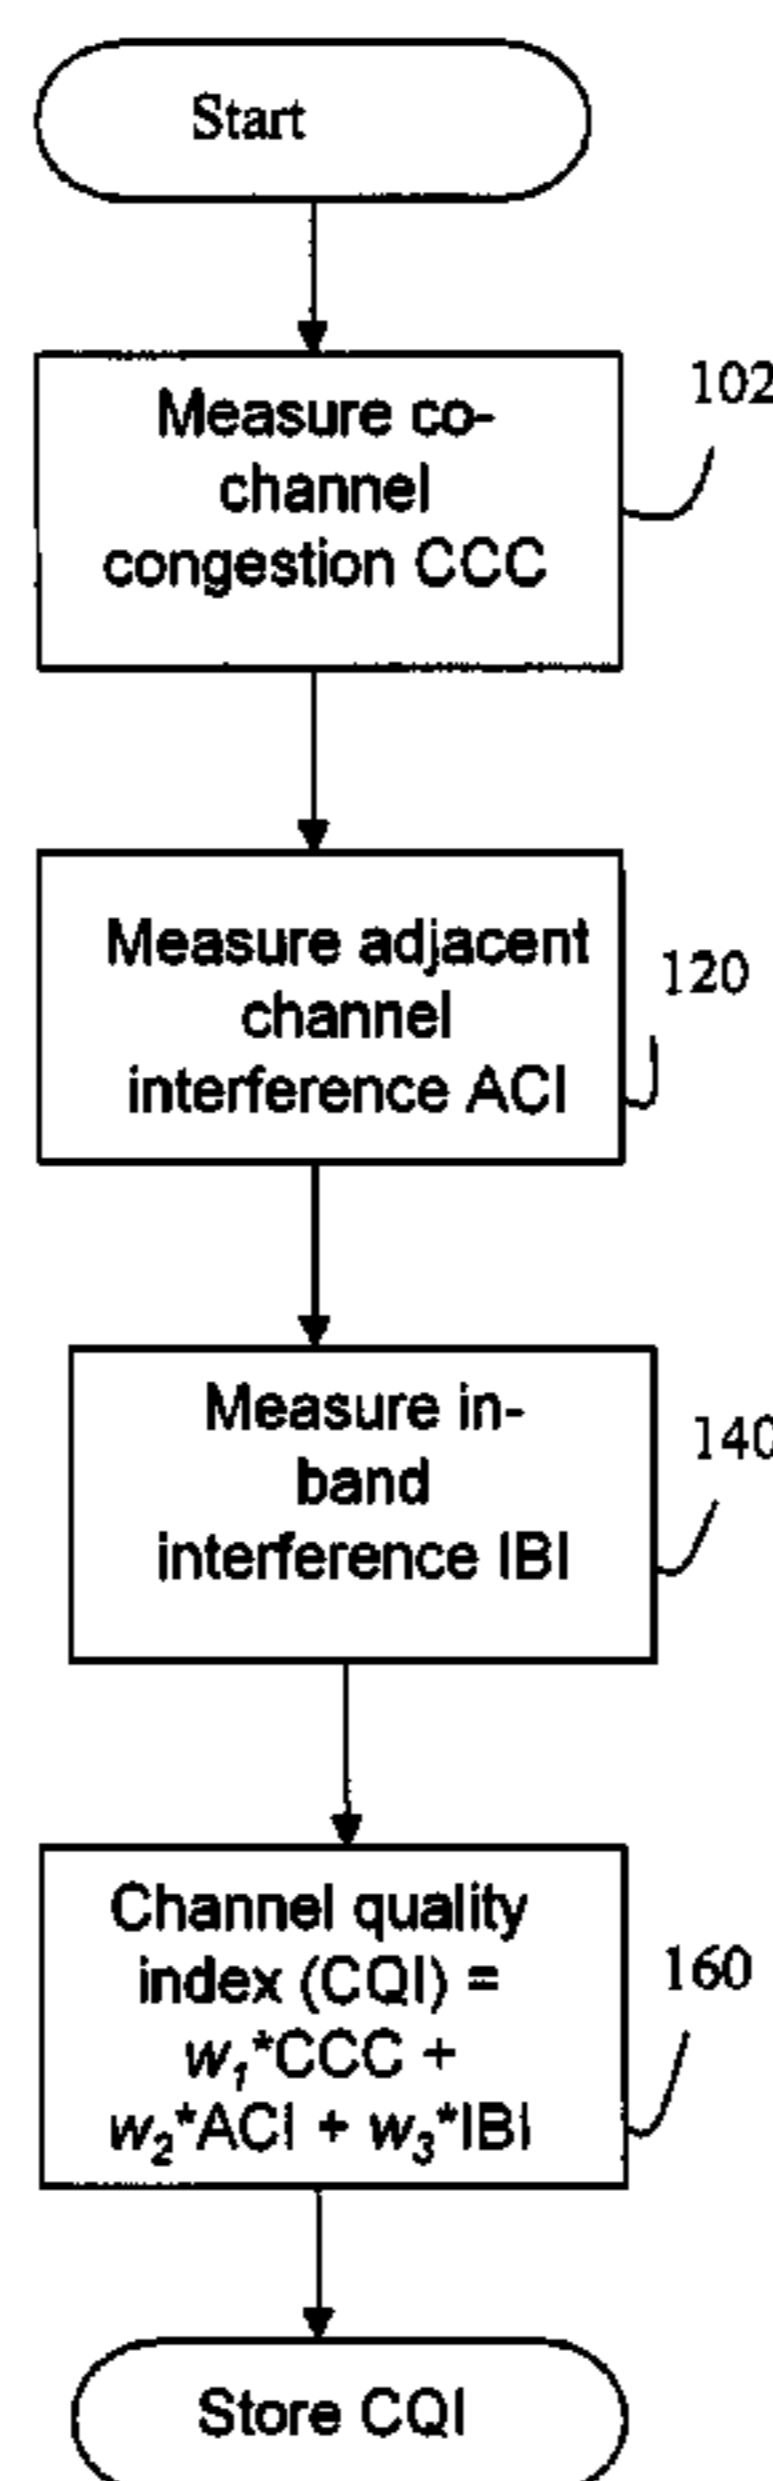 Start
Measure co-
channel
congestion CCC
102
Measure adjacent
channel
interference ACI
120
Measure in-
band
interference IBI
140
Channel quality
index (CQI) =
w₁*CCC +
w₂*ACI + w₃*IBI
160
Store CQI